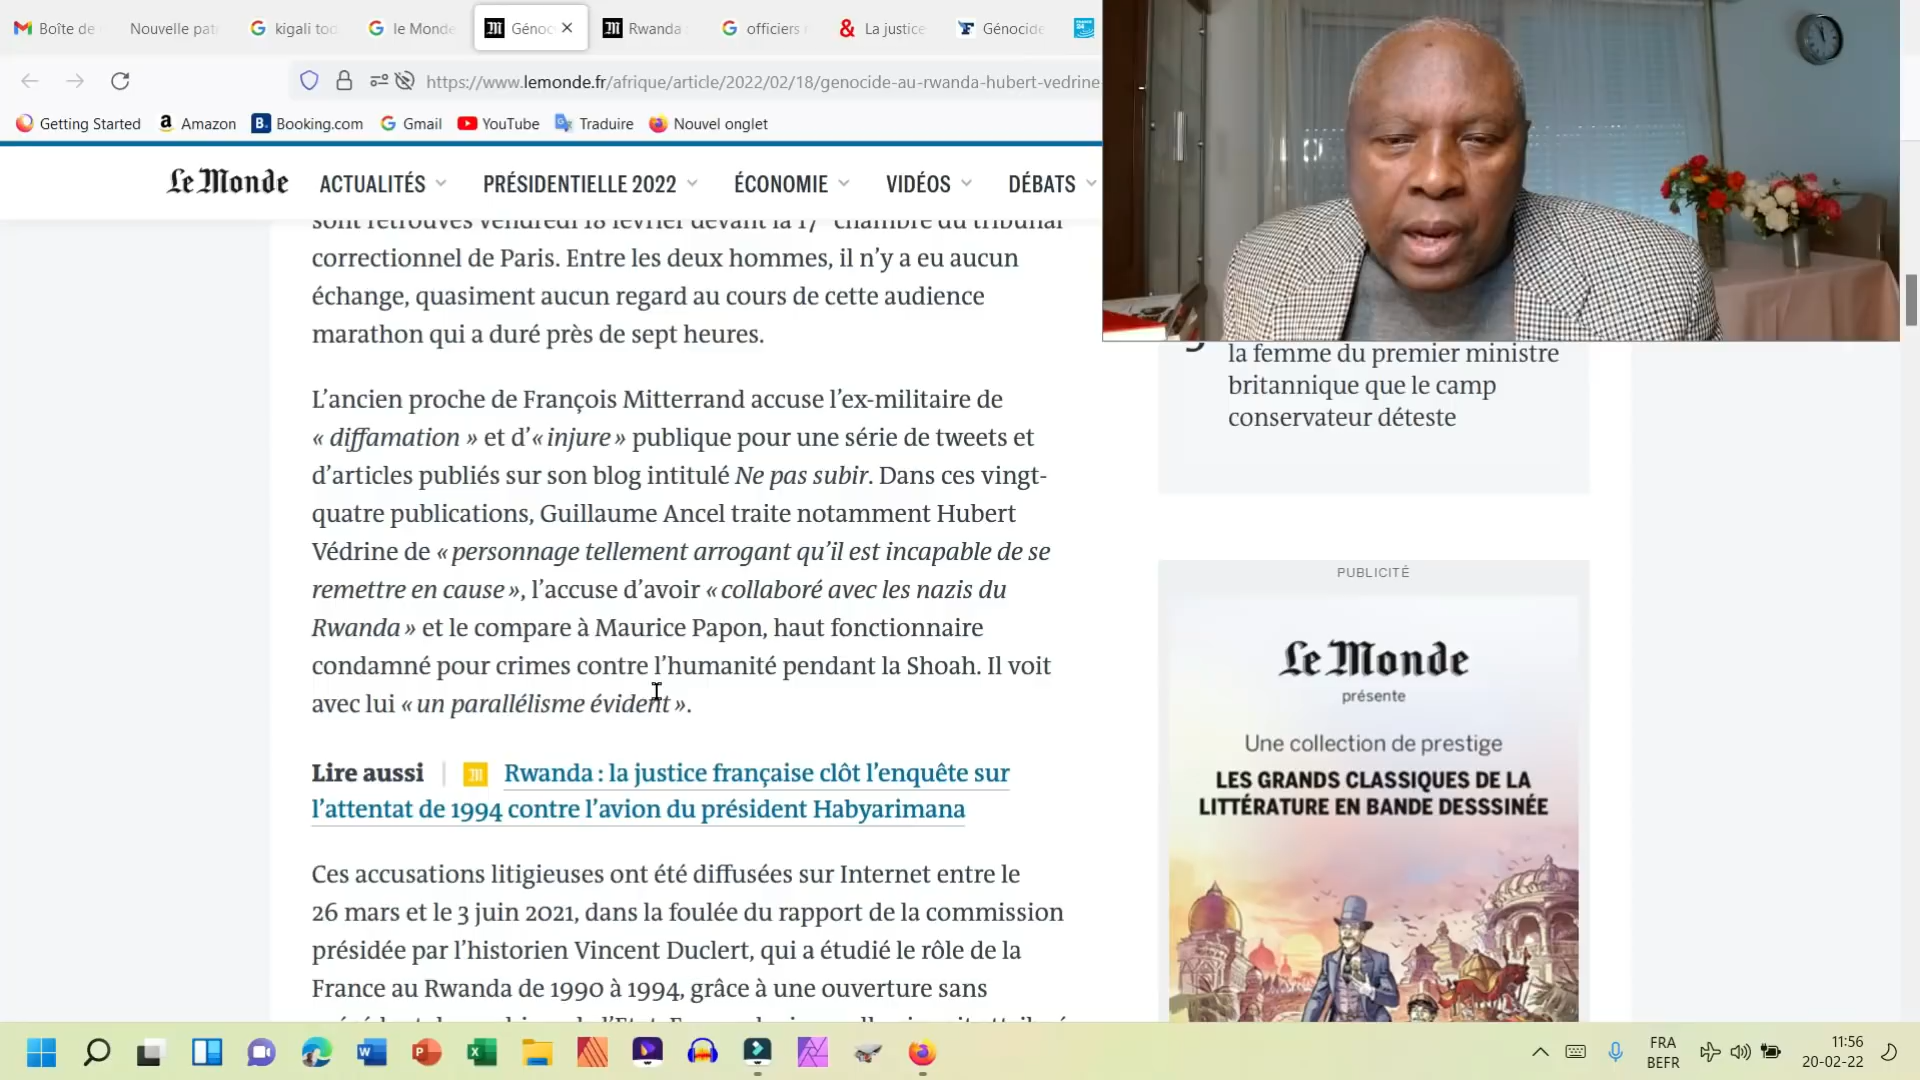 Boîte de
Nouvelle pa
kigali tod
le Monde
Génoc
Rwanda
officiers
La justice
Génocide
https://www.lemonde.fr/afrique/article/2022/02/18/genocide-au-rwanda-hubert-vedrine-
Getting Started
Amazon
Booking.com
Gmail
YouTube
Traduire
Nouvel onglet
Le Monde
ACTUALITÉS
PRÉSIDENTIELLE 2022
ÉCONOMIE
VIDÉOS
DÉBATS
sont retrouvés vendredi 18 février devant la 17e chambre du tribunal
correctionnel de Paris. Entre les deux hommes, il n’y a eu aucun
échange, quasiment aucun regard au cours de cette audience
marathon qui a duré près de sept heures.
L’ancien proche de François Mitterrand accuse l’ex-militaire de
« diffamation » et d’« injure » publique pour une série de tweets et
d’articles publiés sur son blog intitulé Ne pas subir. Dans ces vingt-
quatre publications, Guillaume Ancel traite notamment Hubert
Védrine de « personnage tellement arrogant qu’il est incapable de se
remettre en cause », l’accuse d’avoir « collaboré avec les nazis du
Rwanda » et le compare à Maurice Papon, haut fonctionnaire
condamné pour crimes contre l’humanité pendant la Shoah. Il voit
avec lui « un parallélisme évident ».
Lire aussi | Rwanda : la justice française clôt l’enquête sur
l’attentat de 1994 contre l’avion du président Habyarimana
Ces accusations litigieuses ont été diffusées sur Internet entre le
26 mars et le 3 juin 2021, dans la foulée du rapport de la commission
présidée par l’historien Vincent Duclert, qui a étudié le rôle de la
France au Rwanda de 1990 à 1994, grâce à une ouverture sans
la femme du premier ministre
britannique que le camp
conservateur déteste
PUBLICITÉ
Le Monde
présente
Une collection de prestige
LES GRANDS CLASSIQUES DE LA
LITTÉRATURE EN BANDE DESSSINÉE
FRA
BEFR
11:56
20-02-22